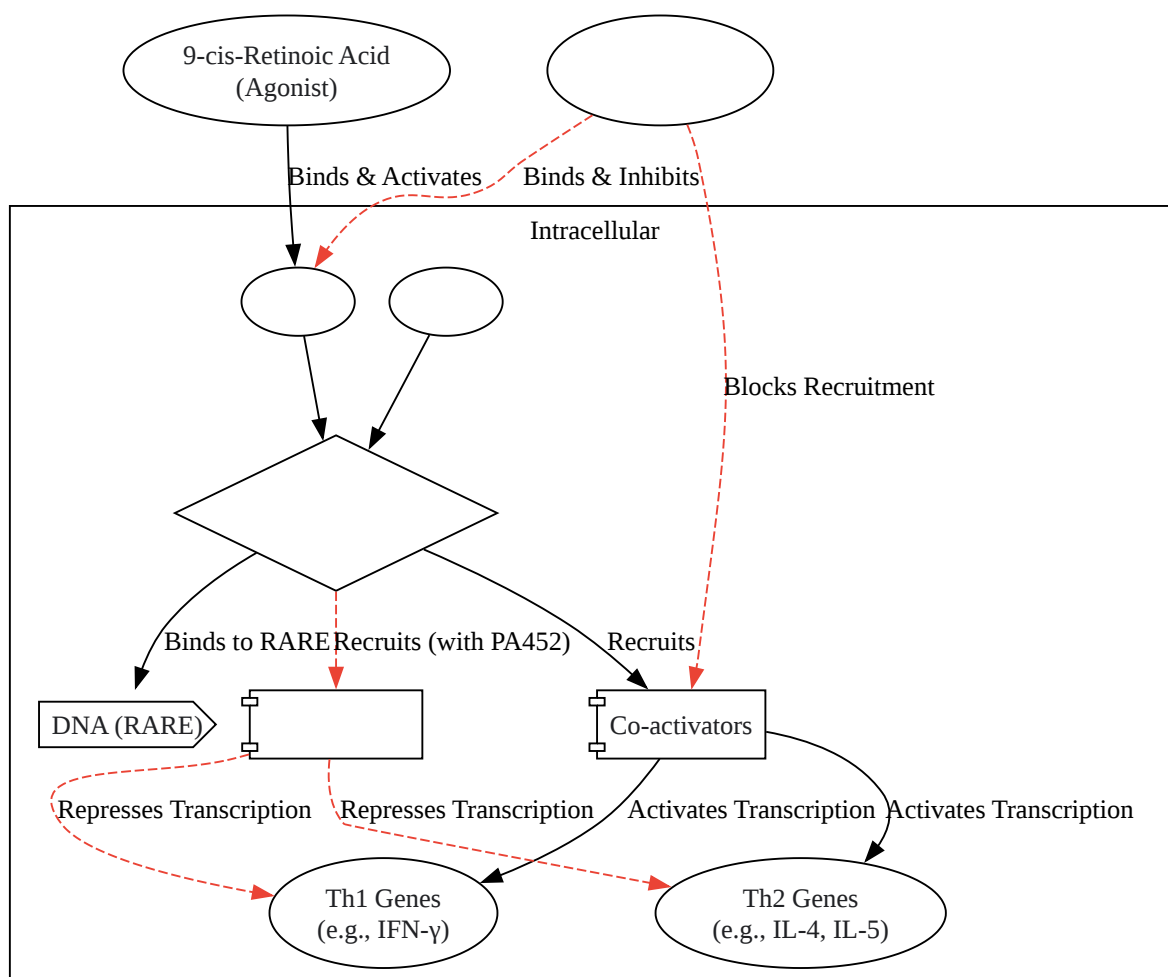 9-cis-Retinoic Acid
(Agonist)
Binds & Activates
Binds & Inhibits
Intracellular
Blocks Recruitment
Binds to RARE
Recruits (with PA452)
Recruits
DNA (RARE)
Co-activators
Represses Transcription
Represses Transcription
Activates Transcription
Activates Transcription
Th1 Genes
(e.g., IFN-γ)
Th2 Genes
(e.g., IL-4, IL-5)